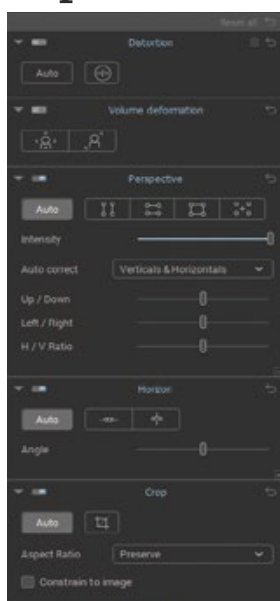 Reset all
Distortion
Auto
Volume deformation
Perspective
Auto
Intensity
Auto correct Verticals & Horizontals
Up / Down
Left / Right
H / V Ratio
Horizon
Auto
Angle
Crop
Auto
Aspect Ratio Preserve
Constrain to image